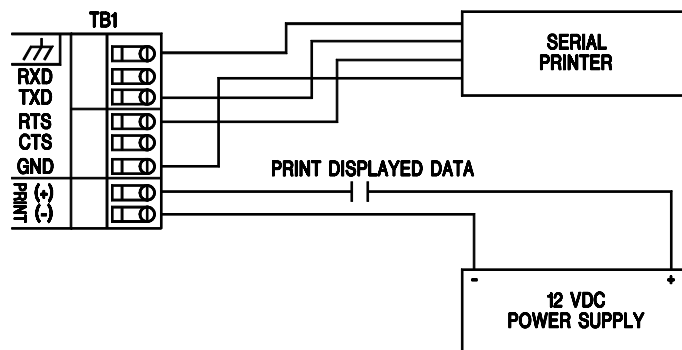 TB1
RXD
TXD
RTS
CTS
GND
PRINT
(+)
(-)
SERIAL
PRINTER
PRINT DISPLAYED DATA
- +
12 VDC
POWER SUPPLY